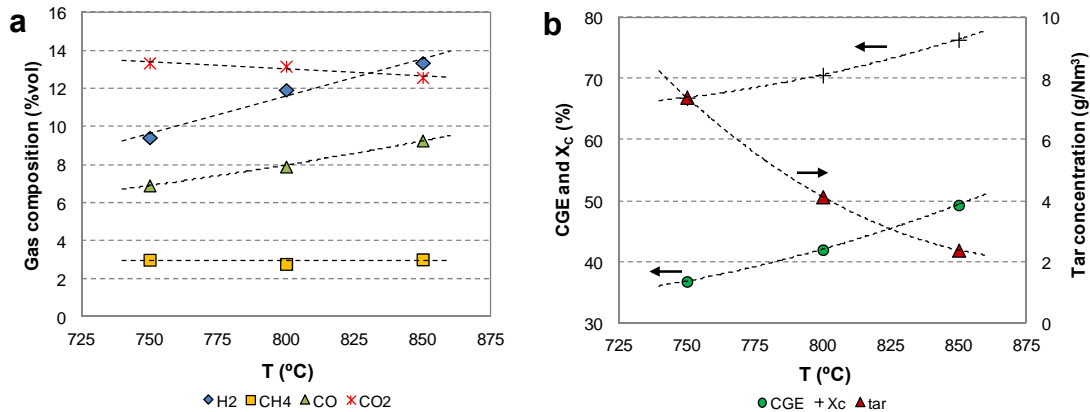 a
Gas composition (%vol)
16
14
12
10
8
6
4
2
0
725 750 775 800 825 850 875
T (ºC)
H2 CH4 CO CO2
b
CGE and XC (%)
80
70
60
50
40
30
10
8
6
4
2
0
Tar concentration (g/Nm³)
725 750 775 800 825 850 875
T (ºC)
CGE Xc tar